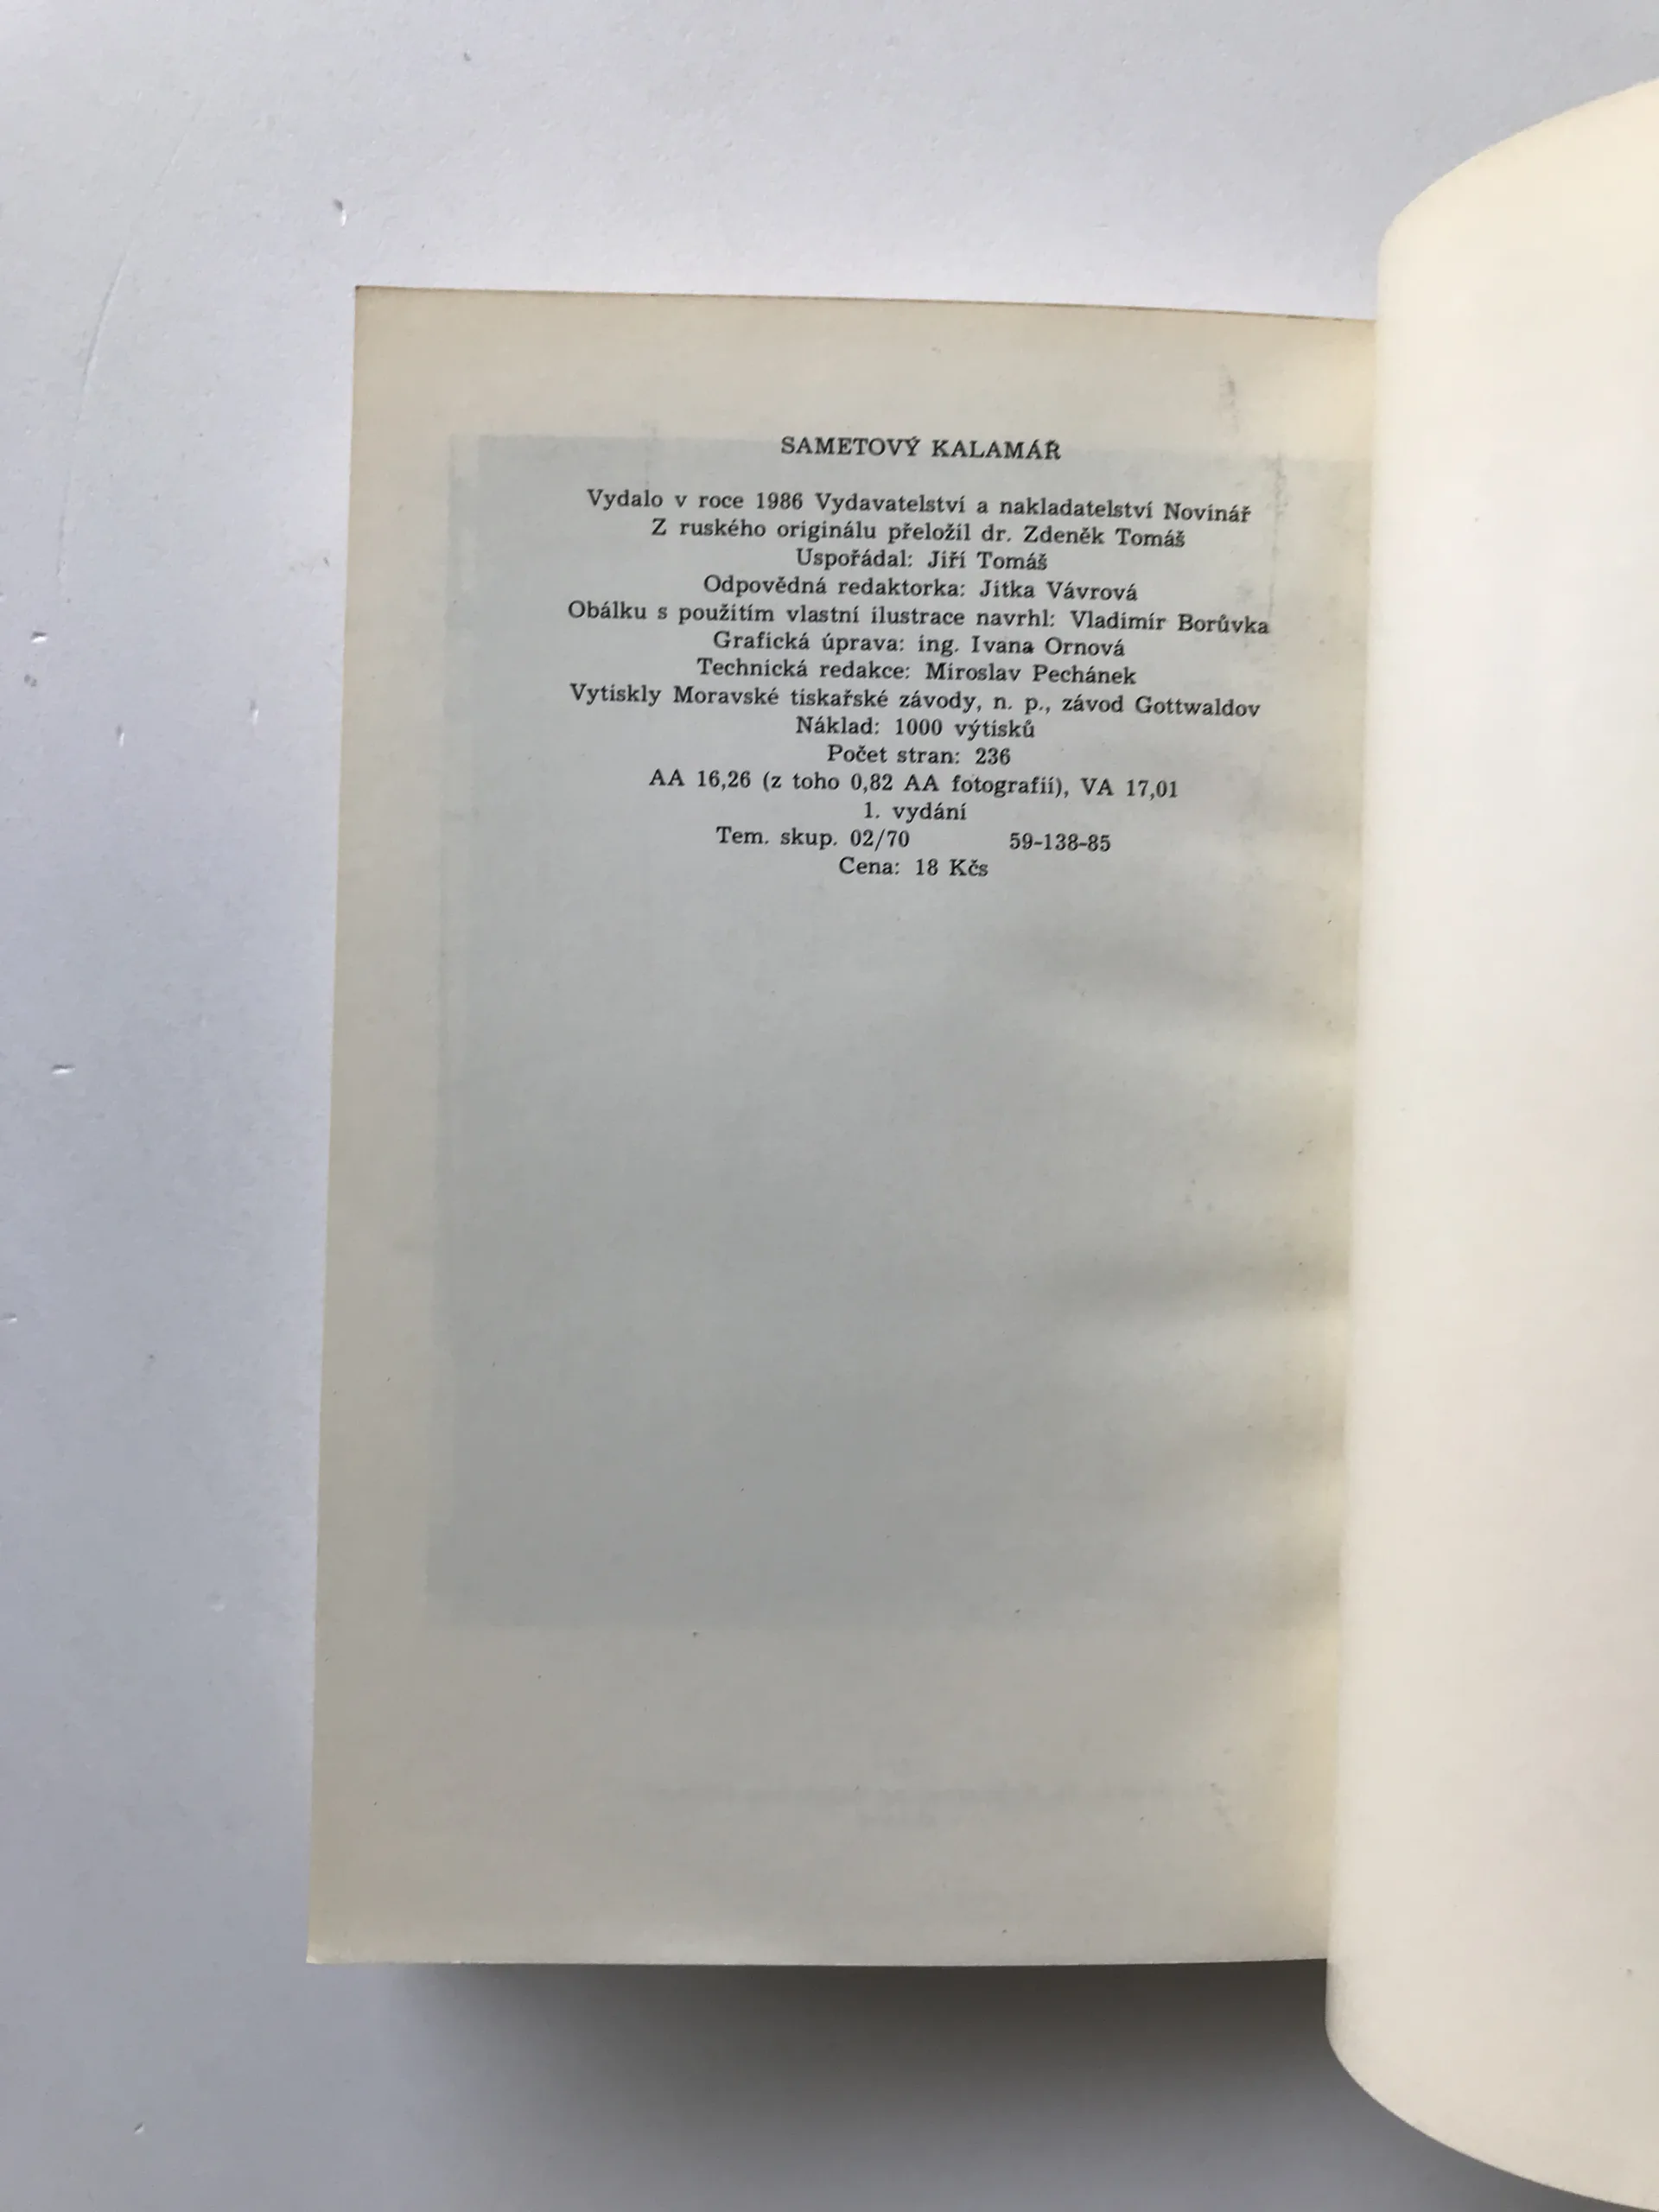 SAMETOVÝ KALAMÁŘ
Vydalo v roce 1986 Vydavatelství a nakladatelství Novinář
Z ruského originálu přeložil dr. Zdeněk Tomáš
Uspořádal: Jiří Tomáš
Odpovědná redaktorka: Jitka Vávrová
Obálku s použitím vlastní ilustrace navrhl: Vladimír Borůvka
Grafická úprava: ing. Ivana Ornová
Technická redakce: Miroslav Pechánek
Vytiskly Moravské tiskařské závody, n. p., závod Gottwaldov
Náklad: 1000 výtisků
Počet stran: 236
AA 16,26 (z toho 0,82 AA fotografií), VA 17,01
1. vydání
Tem. skup. 02/70 59-138-85
Cena: 18 Kčs